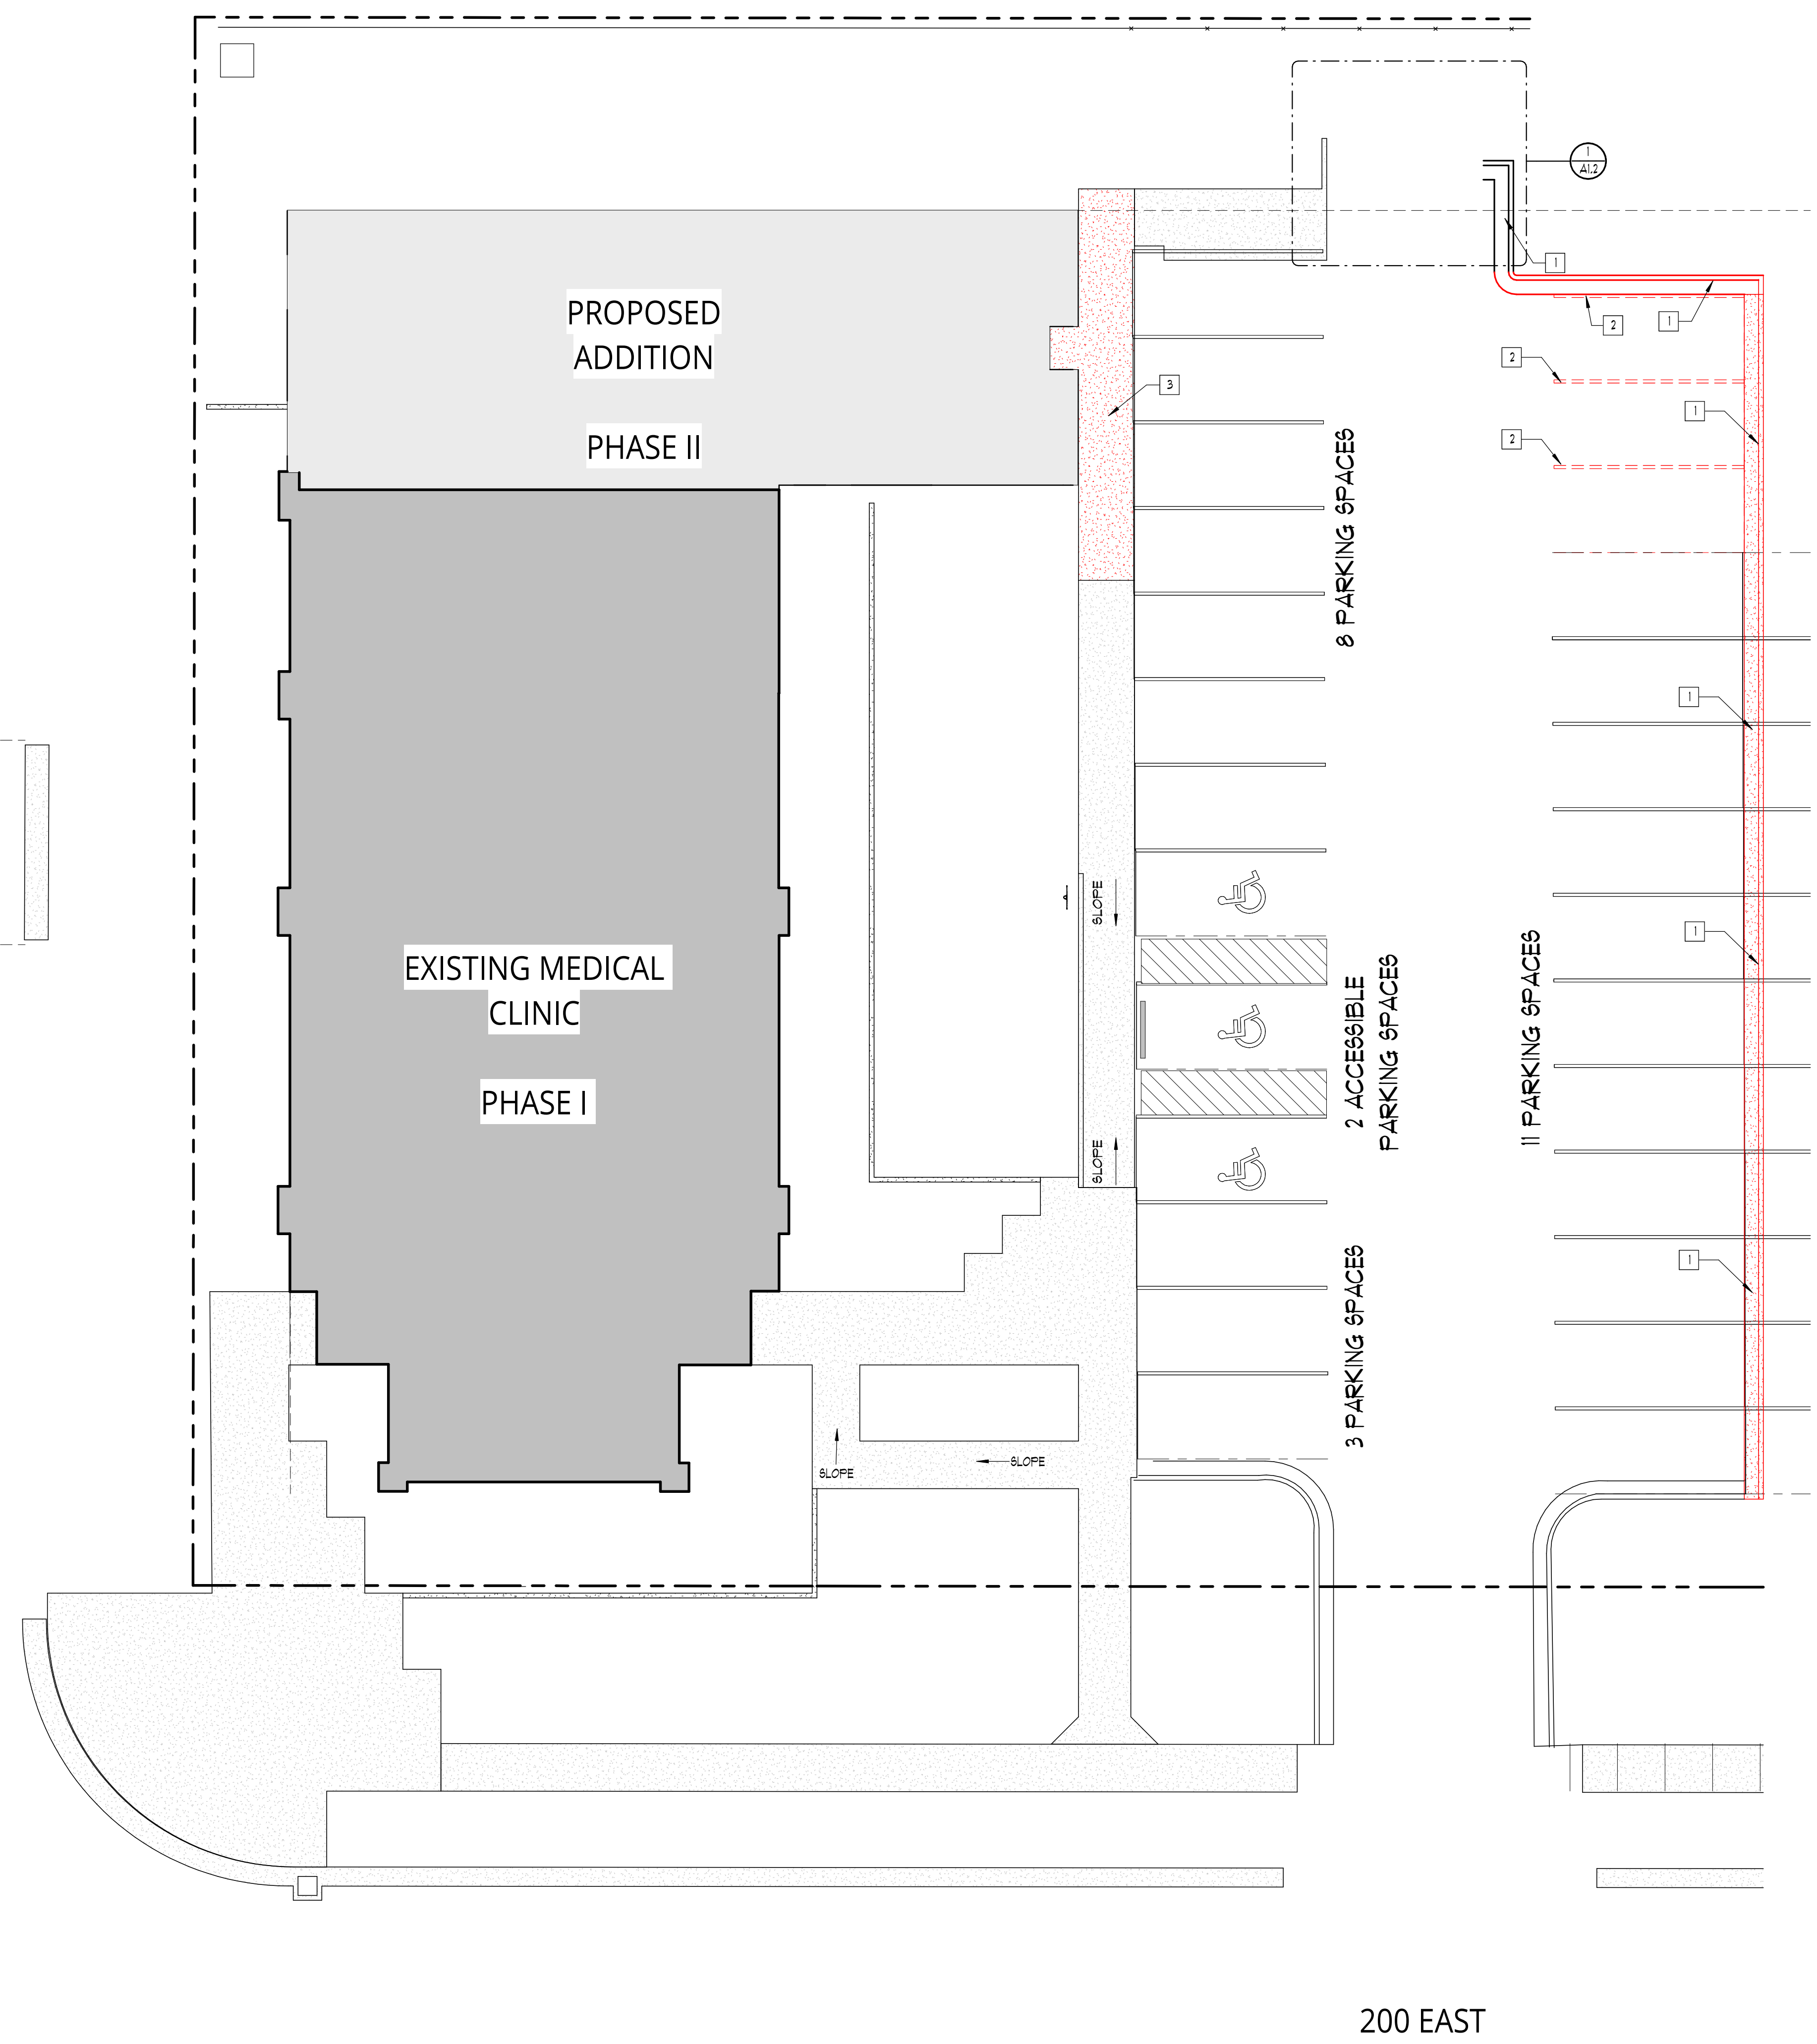 1
A1.2
1
PROPOSED
ADDITION
PHASE II
2
1
2
3
1
2
8 PARKING SPACES
1
SLOPE
EXISTING MEDICAL
CLINIC
PHASE I
2 ACCESSIBLE
PARKING SPACES
11 PARKING SPACES
1
SLOPE
3 PARKING SPACES
1
SLOPE
SLOPE
200 EAST